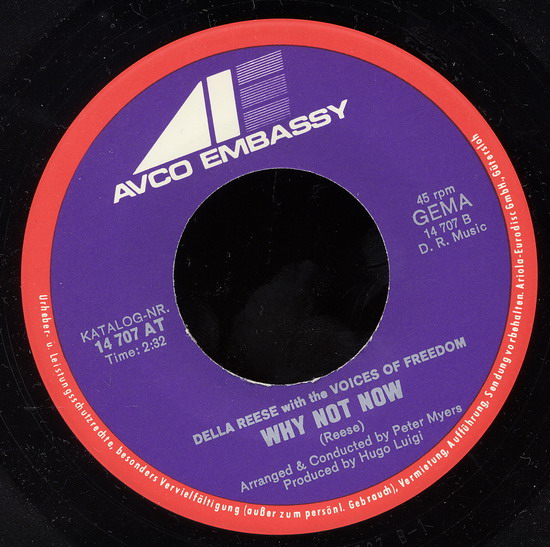 AVCO EMBASSY
45 rpm
GEMA
14 707 B
D. R. Music
KATALOG-NR.
14 707 AT
Time: 2:32
DELLA REESE with the VOICES OF FREEDOM
WHY NOT NOW
(Reese)
Arranged & Conducted by Peter Myers
Produced by Hugo Luigi
Urheber- u. Leistungsschutzrechte, besonders Vervielfältigung (außer zum persönl. Gebrauch), Vermietung, Aufführung, Sendung vorbehalten. Ariola-Eurodisc GmbH., Gütersloh